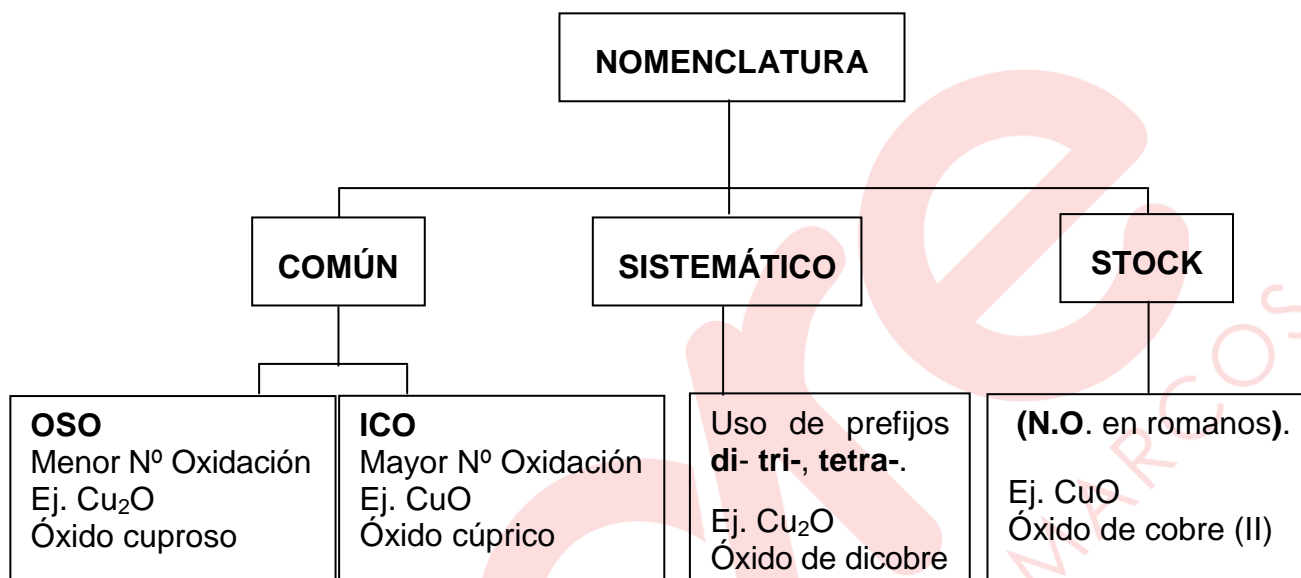 NOMENCLATURA
COMÚN
SISTEMÁTICO
STOCK
OSO
Menor Nº Oxidación
Ej. Cu₂O
Óxido cuproso
ICO
Mayor Nº Oxidación
Ej. CuO
Óxido cúprico
Uso de prefijos
di- tri-, tetra-.
Ej. Cu₂O
Óxido de dicobre
(N.O. en romanos).
Ej. CuO
Óxido de cobre (II)
MARCOS